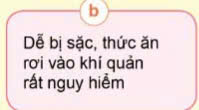 b
Dễ bị sặc, thức ăn
rơi vào khí quản
rất nguy hiểm